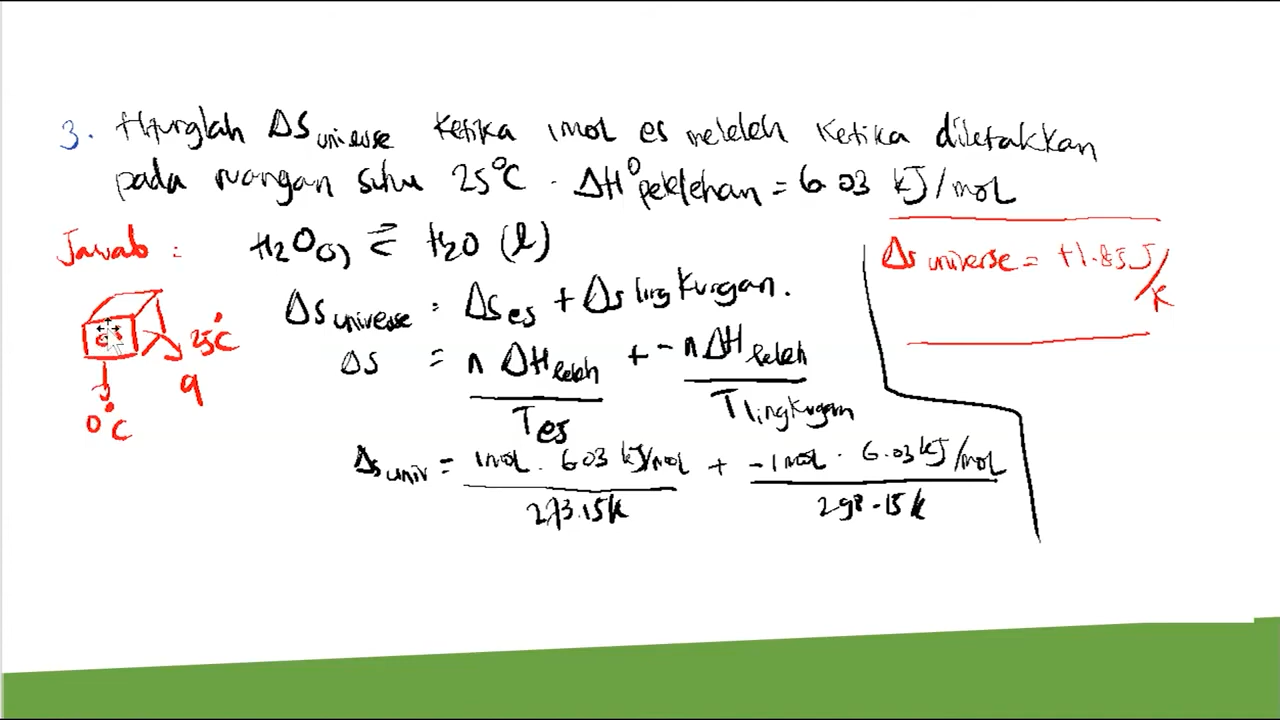 3. Hitunglah ΔS universe ketika 1 mol es meleleh ketika diletakkan
pada ruangan suhu 25°C. ΔH° pelelehan = 6.03 kJ/mol
Jawab : H₂O(s) ⇌ H₂O (l)
ΔS universe = ΔS es + ΔS lingkungan.
ΔS = n ΔH leleh / T es + -n ΔH leleh / T lingkungan
ΔS univ = 1 mol . 6.03 kJ/mol / 273.15 K + -1 mol . 6.03 kJ/mol / 298.15 K
es
25°C
q
0°C
ΔS universe = +1.85 J/K